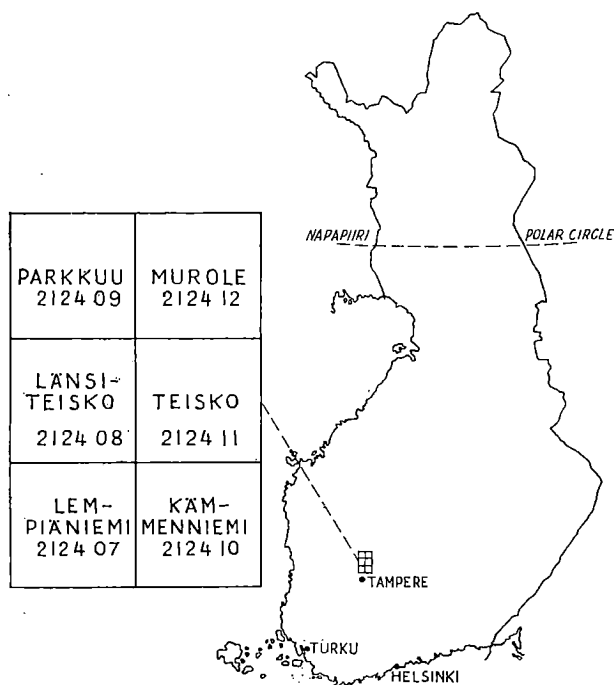 NAPAPIIRI
POLAR CIRCLE
PARKKUU
2124 09
MUROLE
2124 12
LÄNSI-
TEISKO
2124 08
TEISKO
2124 11
LEM-
PIÄNIEMI
2124 07
KÄM-
MENNIEMI
2124 10
TAMPERE
TURKU
HELSINKI